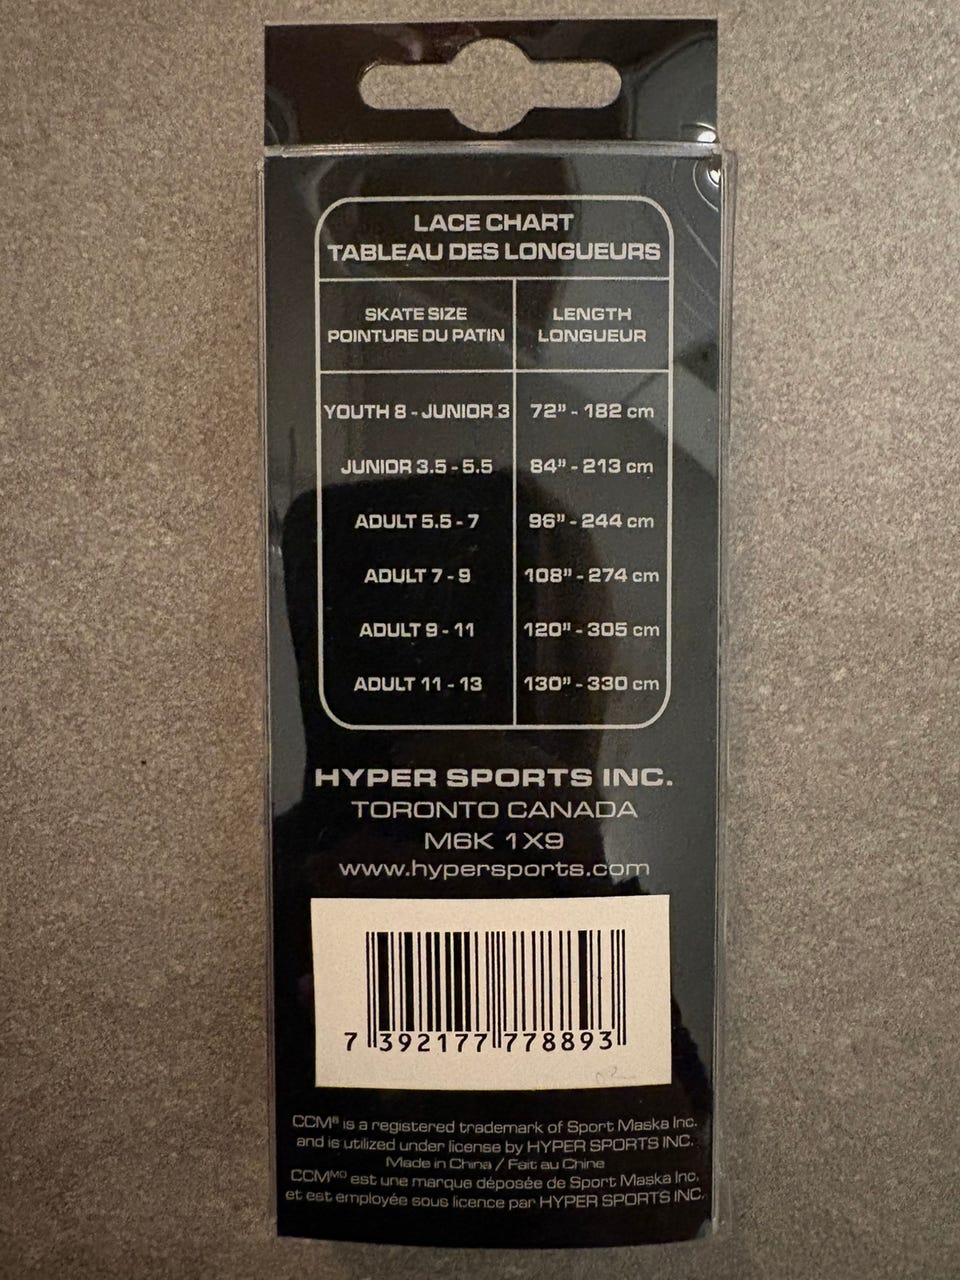 LACE CHART
TABLEAU DES LONGUEURS
SKATE SIZE
POINTURE DU PATIN
LENGTH
LONGUEUR
YOUTH 8 - JUNIOR 3 72" - 182 cm
JUNIOR 3.5 - 5.5 84" - 213 cm
ADULT 5.5 - 7 96" - 244 cm
ADULT 7 - 9 108" - 274 cm
ADULT 9 - 11 120" - 305 cm
ADULT 11 - 13 130" - 330 cm
HYPER SPORTS INC.
TORONTO CANADA
M6K 1X9
www.hypersports.com
7 392177 778893
CCM® is a registered trademark of Sport Maska Inc.
and is utilized under license by HYPER SPORTS INC.
Made in China / Fait au Chine
CCMᴹᴰ est une marque déposée de Sport Maska Inc.
et est employée sous licence par HYPER SPORTS INC.